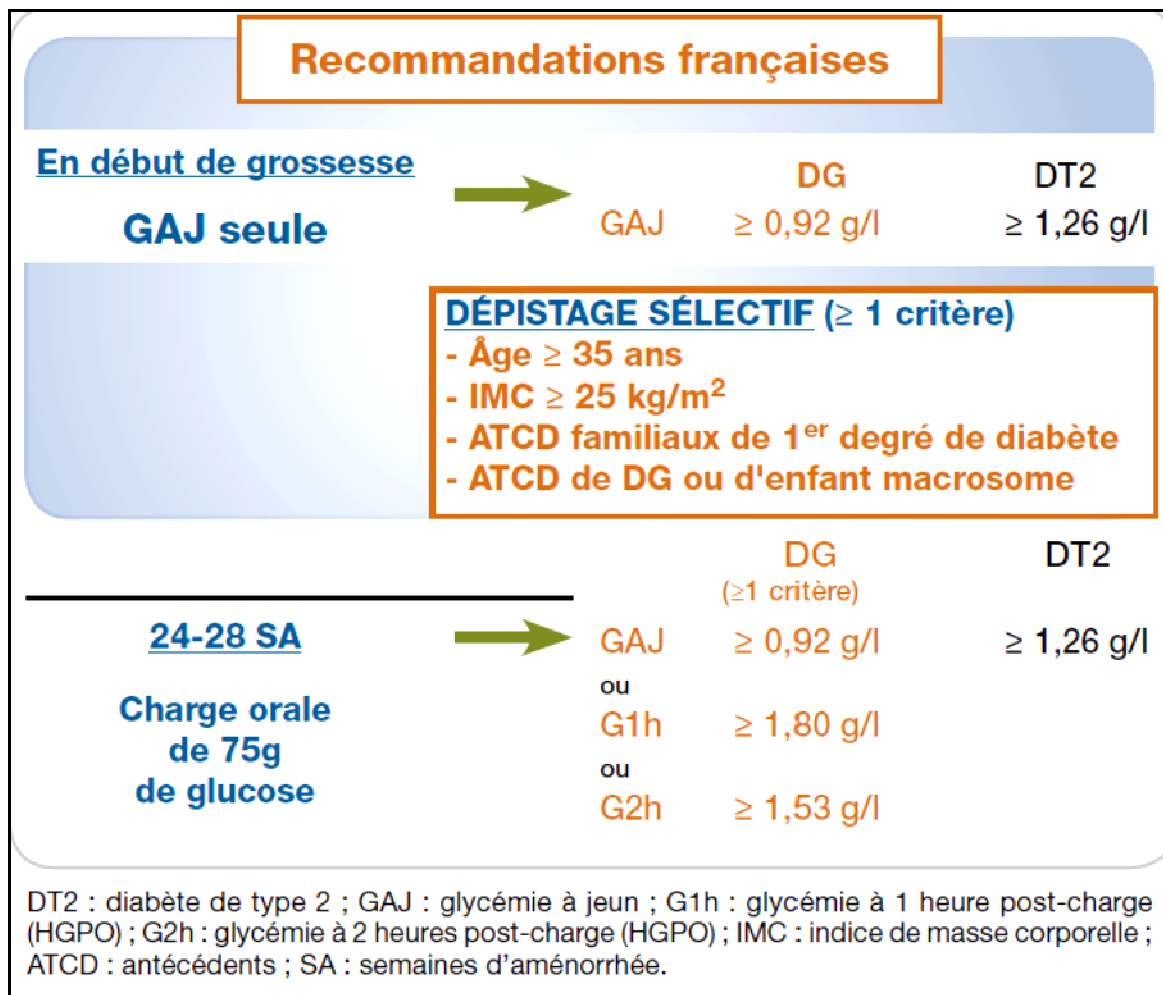 Recommandations françaises
En début de grossesse
GAJ seule
DG DT2
GAJ ≥ 0,92 g/l ≥ 1,26 g/l
DÉPISTAGE SÉLECTIF (≥ 1 critère)
- Âge ≥ 35 ans
- IMC ≥ 25 kg/m²
- ATCD familiaux de 1er degré de diabète
- ATCD de DG ou d'enfant macrosome
DG DT2
(≥1 critère)
24-28 SA
GAJ ≥ 0,92 g/l ≥ 1,26 g/l
ou
Charge orale
de 75g
de glucose
G1h ≥ 1,80 g/l
ou
G2h ≥ 1,53 g/l
DT2 : diabète de type 2 ; GAJ : glycémie à jeun ; G1h : glycémie à 1 heure post-charge
(HGPO) ; G2h : glycémie à 2 heures post-charge (HGPO) ; IMC : indice de masse corporelle ;
ATCD : antécédents ; SA : semaines d'aménorrhée.